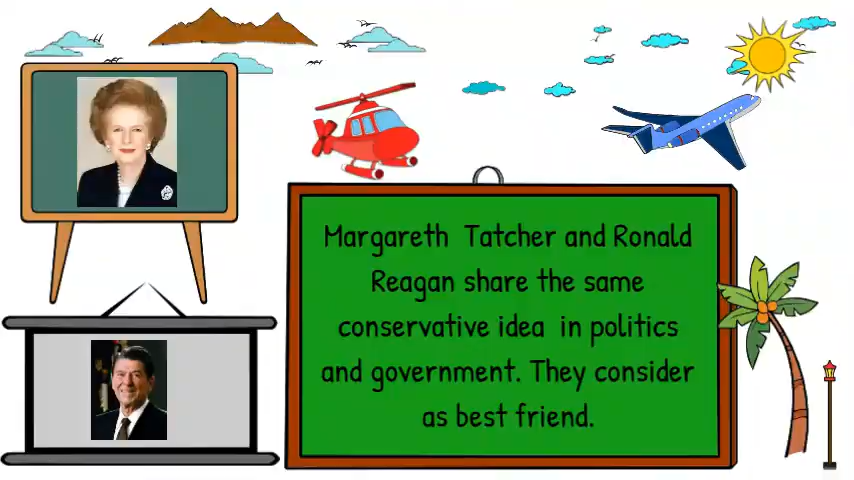 Margareth Tatcher and Ronald
Reagan share the same
conservative idea in politics
and government. They consider
as best friend.